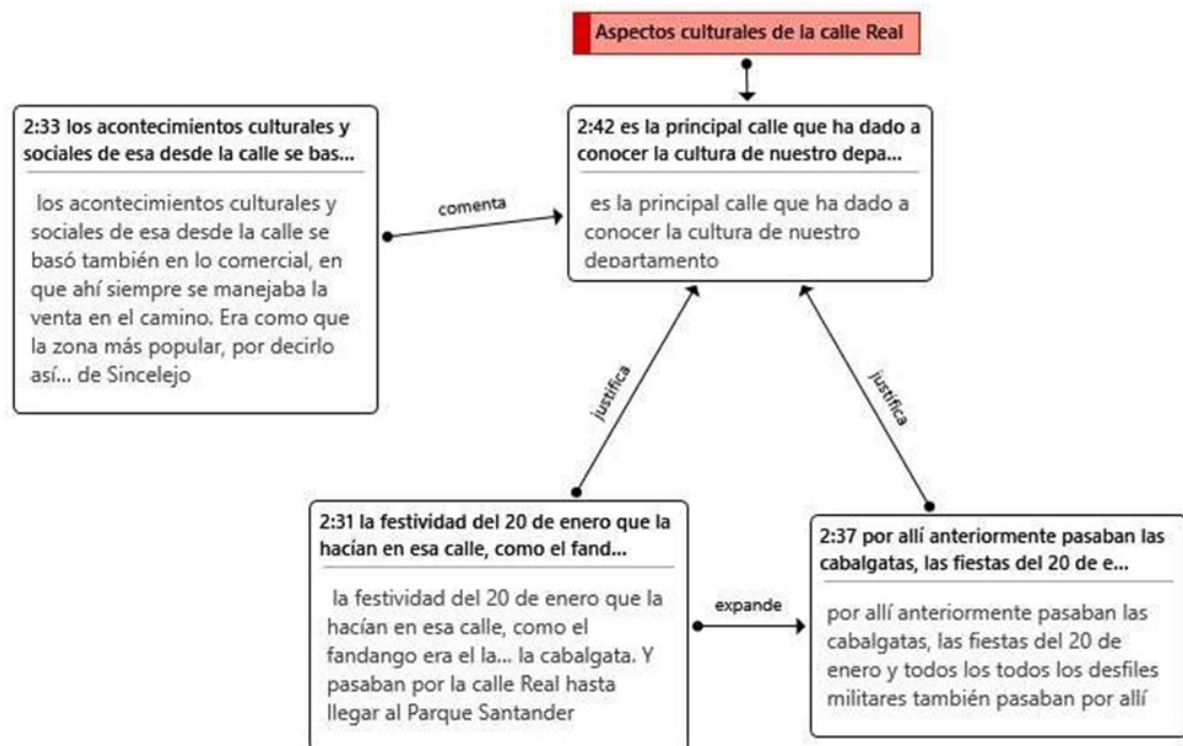 Aspectos culturales de la calle Real
2:33 los acontecimientos culturales y
sociales de esa desde la calle se bas...
los acontecimientos culturales y
sociales de esa desde la calle se
basó también en lo comercial, en
que ahí siempre se manejaba la
venta en el camino. Era como que
la zona más popular, por decirlo
así... de Sincelejo
comenta
2:42 es la principal calle que ha dado a
conocer la cultura de nuestro depa...
es la principal calle que ha dado a
conocer la cultura de nuestro
departamento
justifica
justifica
2:31 la festividad del 20 de enero que la
hacían en esa calle, como el fand...
la festividad del 20 de enero que la
hacían en esa calle, como el
fandango era el la... la cabalgata. Y
pasaban por la calle Real hasta
llegar al Parque Santander
expande
2:37 por allí anteriormente pasaban las
cabalgatas, las fiestas del 20 de e...
por allí anteriormente pasaban las
cabalgatas, las fiestas del 20 de
enero y todos los todos los desfiles
militares también pasaban por allí